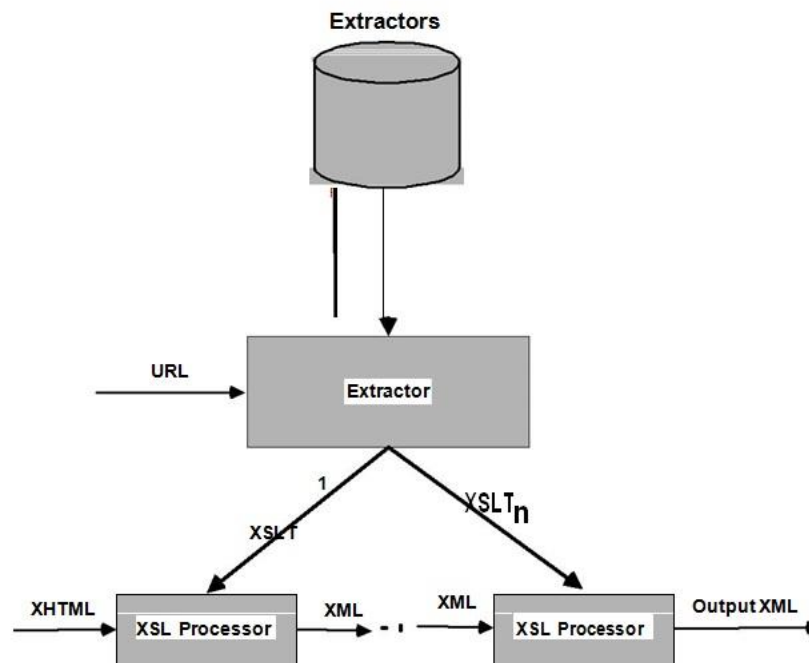 Extractors
URL
Extractor
1
XSLT
XSLTn
XHTML
XSL Processor
XML
XML
XSL Processor
Output XML